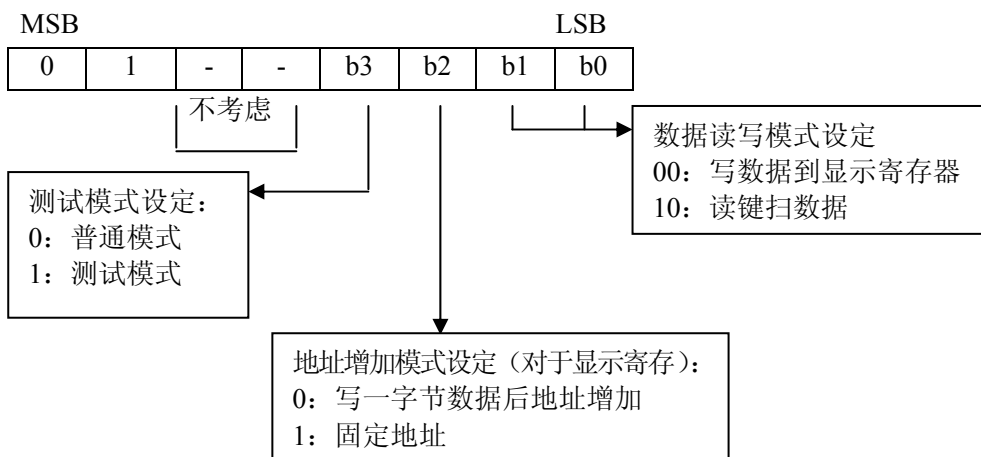 MSB LSB
0 1 - - b3 b2 b1 b0
不考虑
数据读写模式设定
00：写数据到显示寄存器
10：读键扫数据
测试模式设定：
0：普通模式
1：测试模式
地址增加模式设定（对于显示寄存）：
0：写一字节数据后地址增加
1：固定地址